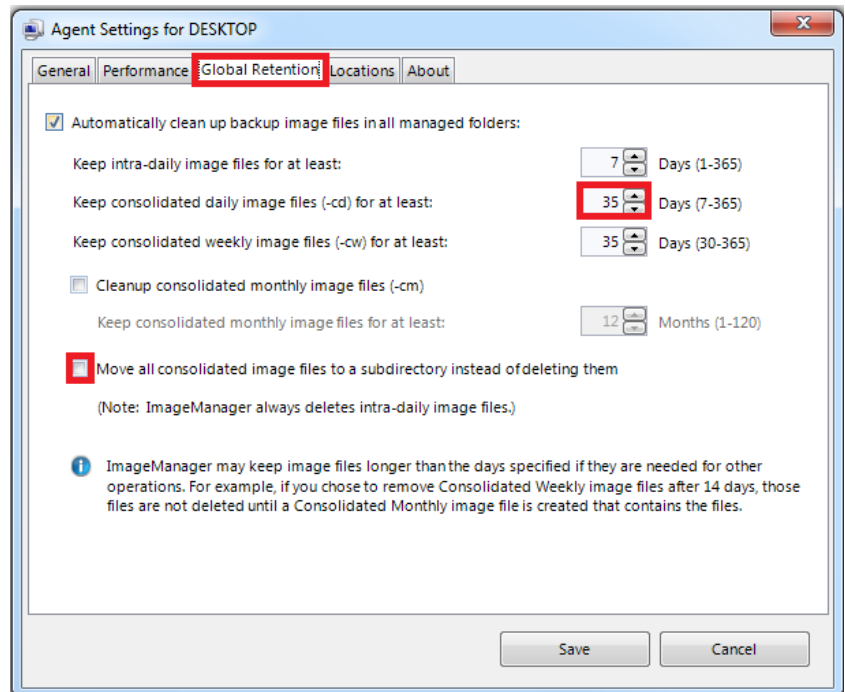 Agent Settings for DESKTOP
General Performance Global Retention Locations About
Automatically clean up backup image files in all managed folders:
Keep intra-daily image files for at least: 7 Days (1-365)
Keep consolidated daily image files (-cd) for at least: 35 Days (7-365)
Keep consolidated weekly image files (-cw) for at least: 35 Days (30-365)
Cleanup consolidated monthly image files (-cm)
Keep consolidated monthly image files for at least: 12 Months (1-120)
Move all consolidated image files to a subdirectory instead of deleting them
(Note: ImageManager always deletes intra-daily image files.)
ImageManager may keep image files longer than the days specified if they are needed for other
operations. For example, if you chose to remove Consolidated Weekly image files after 14 days, those
files are not deleted until a Consolidated Monthly image file is created that contains the files.
Save Cancel